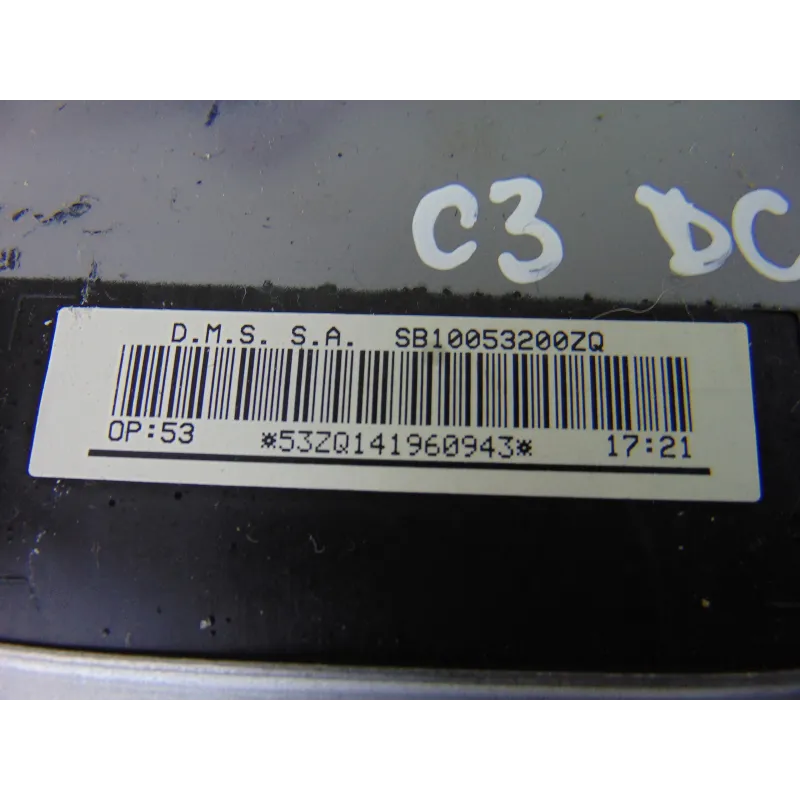 C3 DC
D.M.S. S.A. SB10053200ZQ
OP:53 *53ZQ141960943* 17:21